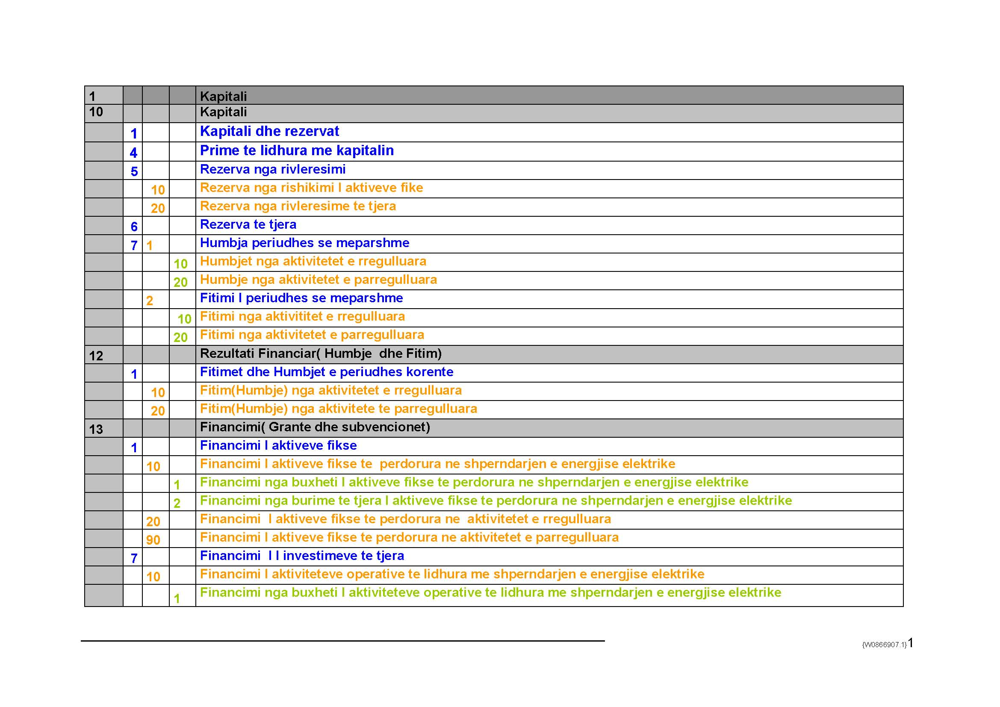 1 Kapitali
10 Kapitali
1 Kapitali dhe rezervat
4 Prime te lidhura me kapitalin
5 Rezerva nga rivleresimi
10 Rezerva nga rishikimi I aktiveve fike
20 Rezerva nga rivleresime te tjera
6 Rezerva te tjera
7 1 Humbja periudhes se meparshme
10 Humbjet nga aktivitetet e rregulluara
20 Humbje nga aktivitetet e parregulluara
2 Fitimi I periudhes se meparshme
10 Fitimi nga aktivititet e rregulluara
20 Fitimi nga aktivitetet e parregulluara
12 Rezultati Financiar( Humbje dhe Fitim)
1 Fitimet dhe Humbjet e periudhes korente
10 Fitim(Humbje) nga aktivitetet e rregulluara
20 Fitim(Humbje) nga aktivitete te parregulluara
13 Financimi( Grante dhe subvencionet)
1 Financimi I aktiveve fikse
10 Financimi I aktiveve fikse te perdorura ne shperndarjen e energjise elektrike
1 Financimi nga buxheti I aktiveve fikse te perdorura ne shperndarjen e energjise elektrike
2 Financimi nga burime te tjera I aktiveve fikse te perdorura ne shperndarjen e energjise elektrike
20 Financimi I aktiveve fikse te perdorura ne aktivitetet e rregulluara
90 Financimi I aktiveve fikse te perdorura ne aktivitetet e parregulluara
7 Financimi I I investimeve te tjera
10 Financimi I aktiviteteve operative te lidhura me shperndarjen e energjise elektrike
1 Financimi nga buxheti I aktiviteteve operative te lidhura me shperndarjen e energjise elektrike
{W0866907.1}1